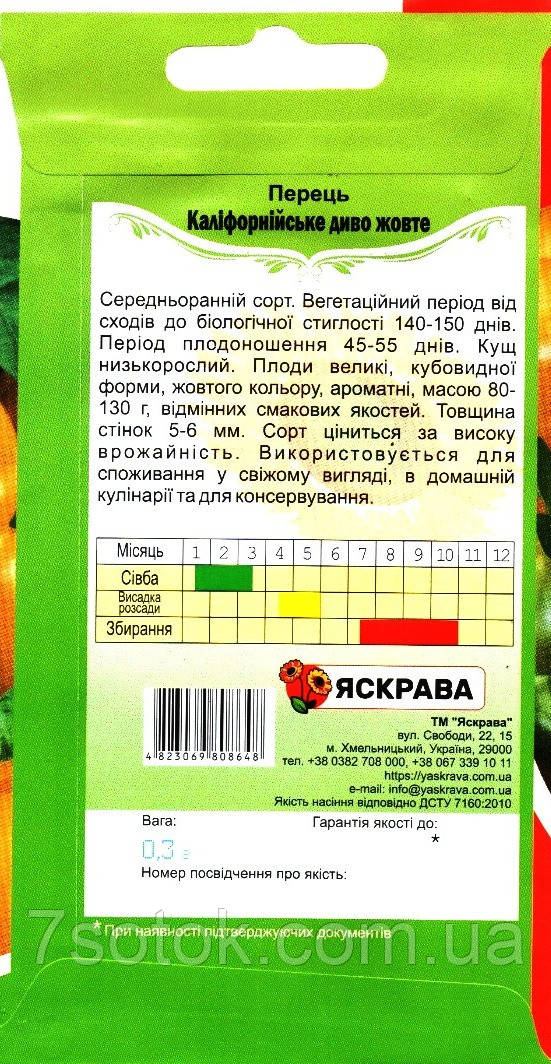 Перець
Каліфорнійське диво жовте
Середньоранній сорт. Вегетаційний період від
сходів до біологічної стиглості 140-150 днів.
Період плодоношення 45-55 днів. Кущ
низькорослий. Плоди великі, кубовидної
форми, жовтого кольору, ароматні, масою 80-
130 г, відмінних смакових якостей. Товщина
стінок 5-6 мм. Сорт ціниться за високу
врожайність. Використовується для
споживання у свіжому вигляді, в домашній
кулінарії та для консервування.
Місяць 1 2 3 4 5 6 7 8 9 10 11 12
Сівба
Висадка
розсади
Збирання
ЯСКРАВА
ТМ "Яскрава"
вул. Свободи, 22, 15
м. Хмельницький, Україна, 29000
тел. +38 0382 708 000, +38 067 339 10 11
https://yaskrava.com.ua
e-mail: info@yaskrava.com.ua
Якість насіння відповідно ДСТУ 7160:2010
4 823069 808648
Вага:
Гарантія якості до:
0,3 г
*
Номер посвідчення про якість:
* При наявності підтверджуючих документів
7sotok.com.ua